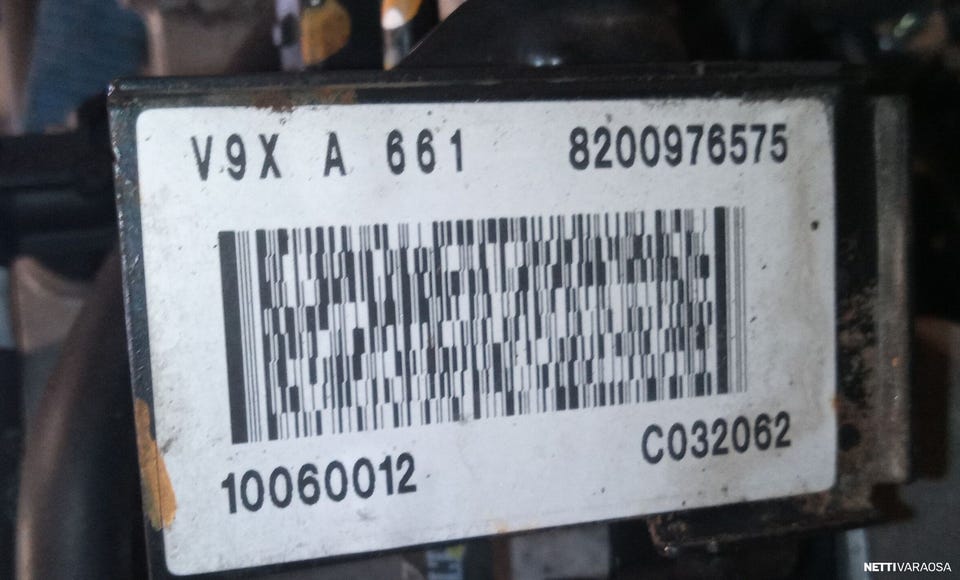 V9X A 661 8200976575
10060012 C032062
NETTIVARAOSA